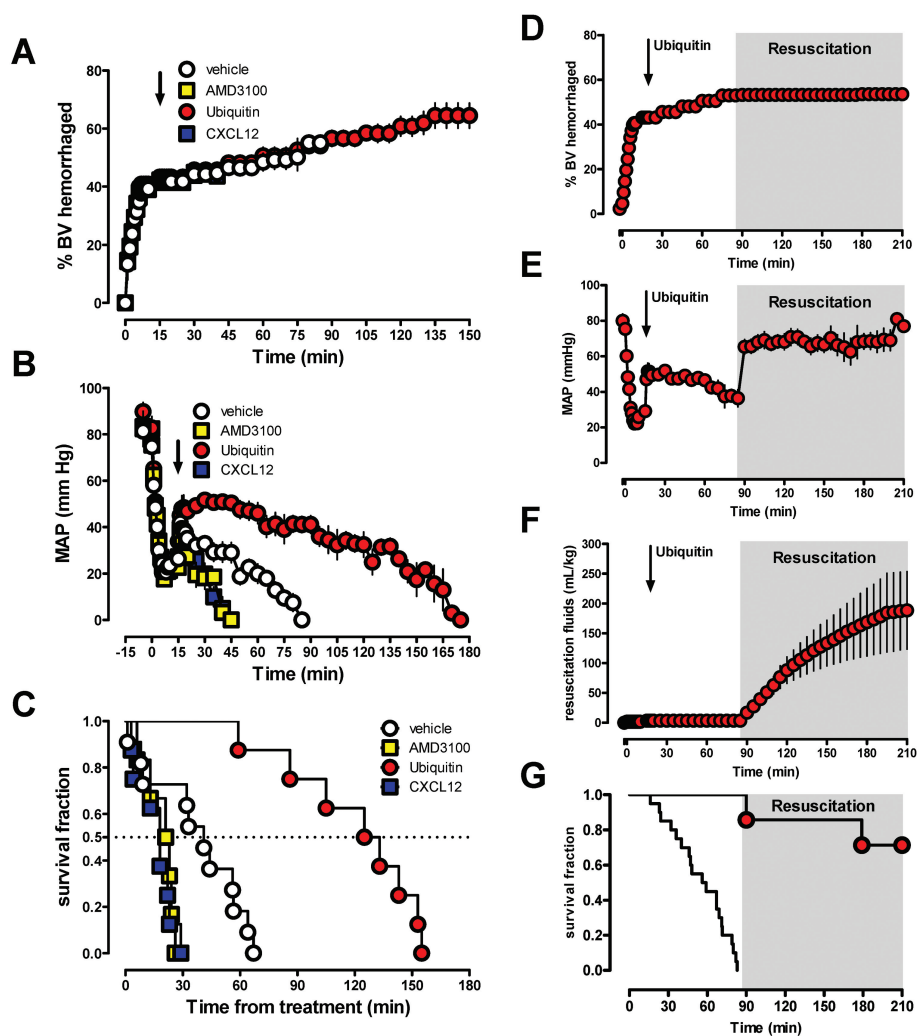 A
vehicle
AMD3100
Ubiquitin
CXCL12
80
60
40
20
0
% BV hemorrhaged
0 15 30 45 60 75 90 105 120 135 150
Time (min)
B
vehicle
AMD3100
Ubiquitin
CXCL12
100
80
60
40
20
0
MAP (mm Hg)
-15 0 15 30 45 60 75 90 105 120 135 150 165 180
Time (min)
C
vehicle
AMD3100
Ubiquitin
CXCL12
1.0
0.8
0.6
0.5
0.4
0.2
0.0
survival fraction
0 30 60 90 120 150 180
Time from treatment (min)
D
Ubiquitin
Resuscitation
80
60
40
20
0
% BV hemorrhaged
0 30 60 90 120 150 180 210
Time (min)
E
Ubiquitin
Resuscitation
100
80
60
40
20
0
MAP (mmHg)
0 30 60 90 120 150 180 210
Time (min)
F
Ubiquitin
Resuscitation
300
250
200
150
100
50
0
resuscitation fluids (mL/kg)
0 30 60 90 120 150 180 210
Time (min)
G
Resuscitation
1.0
0.8
0.6
0.4
0.2
0.0
survival fraction
0 30 60 90 120 150 180 210
Time (min)